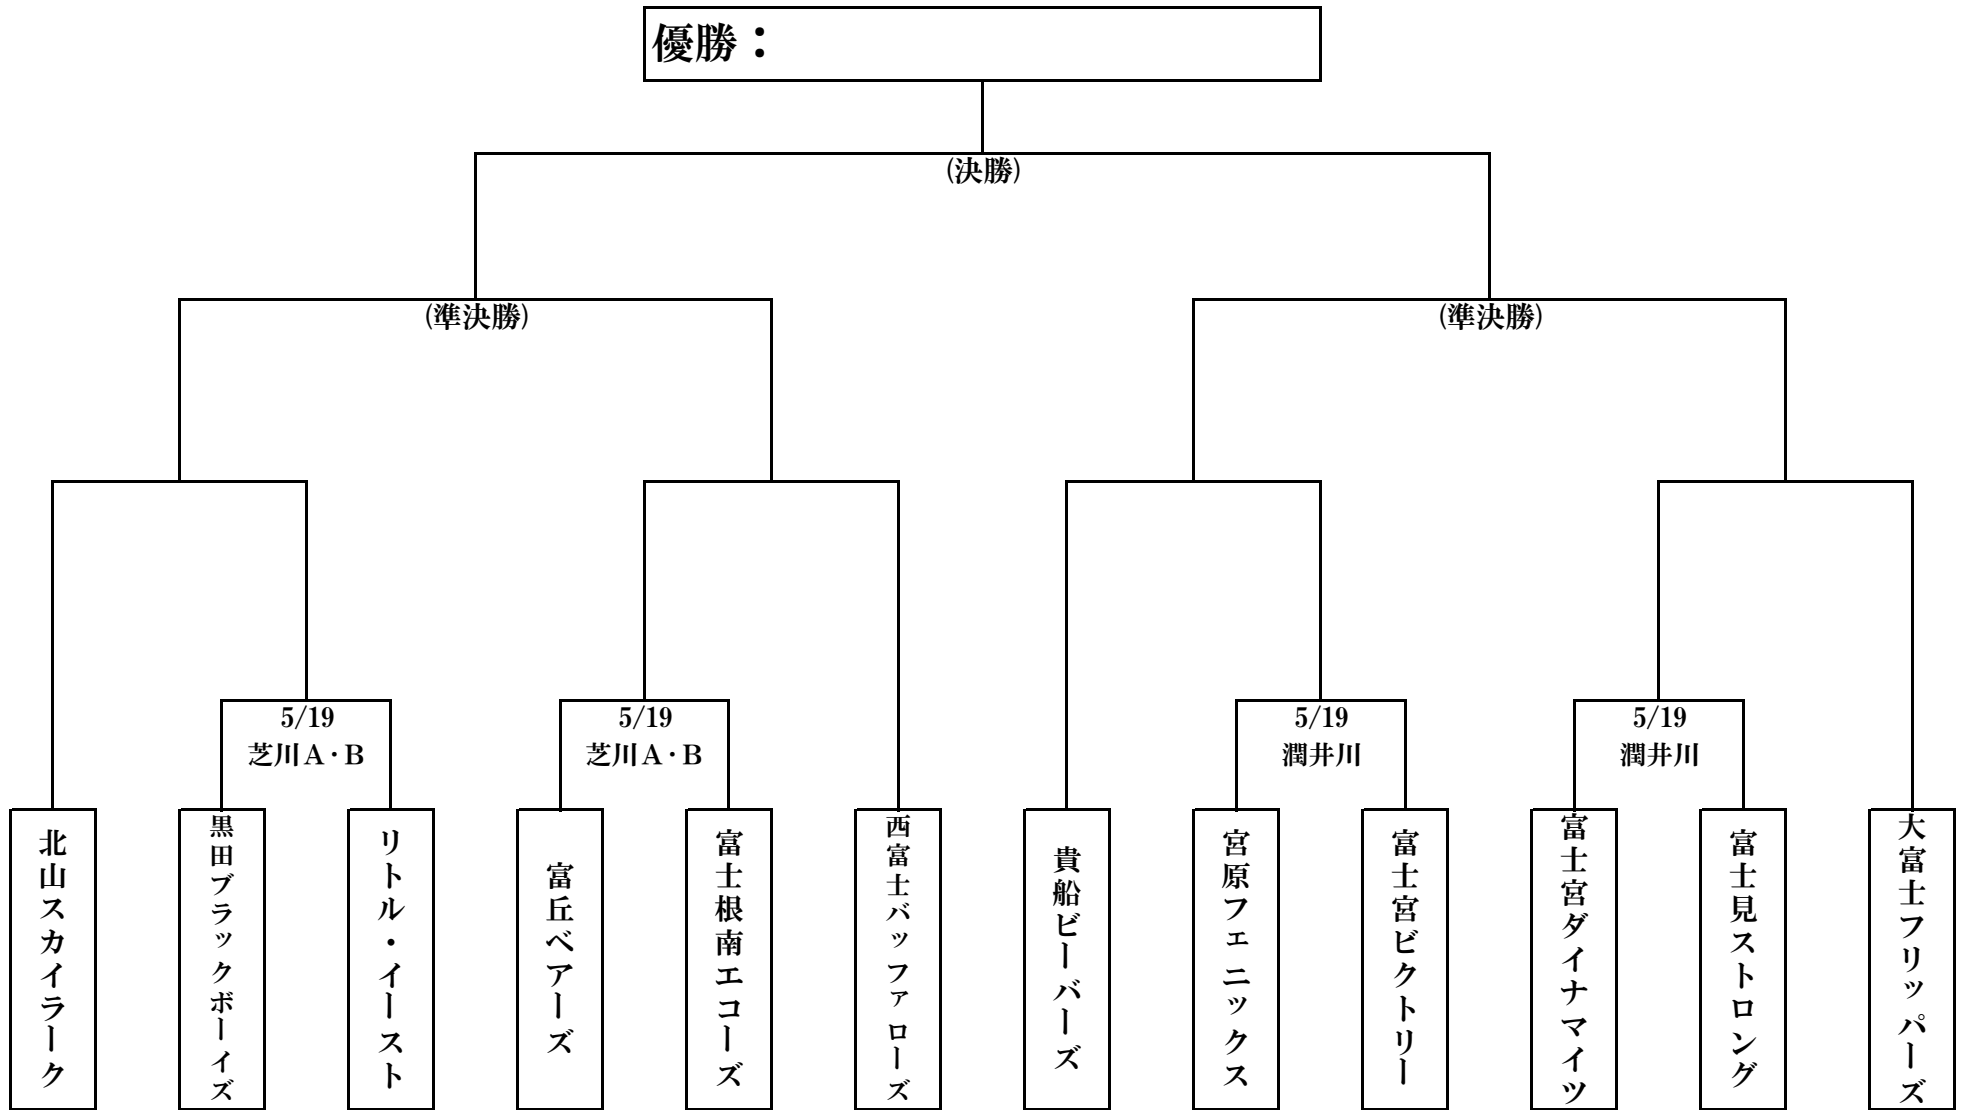 優勝：
(決勝)
(準決勝)
(準決勝)
5/19
芝川A・B
5/19
芝川A・B
5/19
潤井川
5/19
潤井川
北山スカイラーク
黒田ブラックボーイズ
リトル・イースト
富丘ベアーズ
富士根南エコーズ
西富士バッファローズ
貴船ビーバーズ
宮原フェニックス
富士宮ビクトリー
富士宮ダイナマイツ
富士見ストロング
大富士フリッパーズ